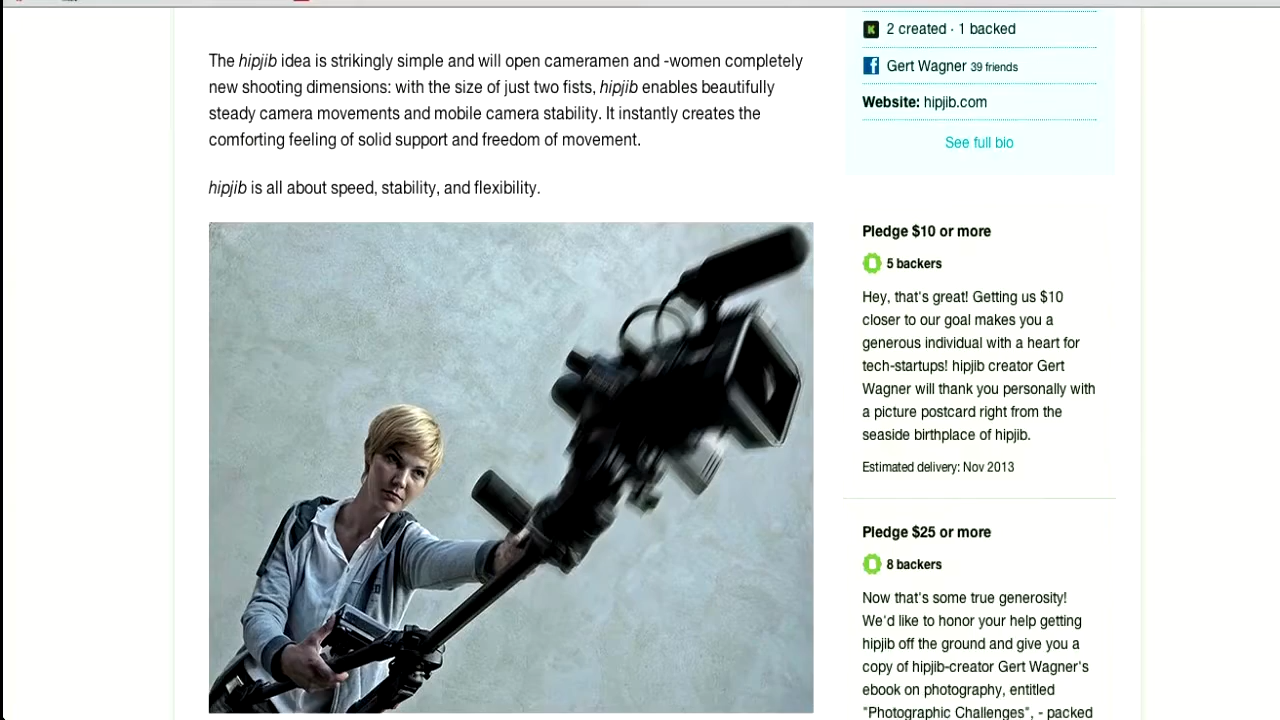 The hipjib idea is strikingly simple and will open cameramen and -women completely
new shooting dimensions: with the size of just two fists, hipjib enables beautifully
steady camera movements and mobile camera stability. It instantly creates the
comforting feeling of solid support and freedom of movement.
hipjib is all about speed, stability, and flexibility.
2 created · 1 backed
Gert Wagner 39 friends
Website: hipjib.com
See full bio
Pledge $10 or more
5 backers
Hey, that's great! Getting us $10
closer to our goal makes you a
generous individual with a heart for
tech-startups! hipjib creator Gert
Wagner will thank you personally with
a picture postcard right from the
seaside birthplace of hipjib.
Estimated delivery: Nov 2013
Pledge $25 or more
8 backers
Now that's some true generosity!
We'd like to honor your help getting
hipjib off the ground and give you a
copy of hipjib-creator Gert Wagner's
ebook on photography, entitled
"Photographic Challenges", - packed